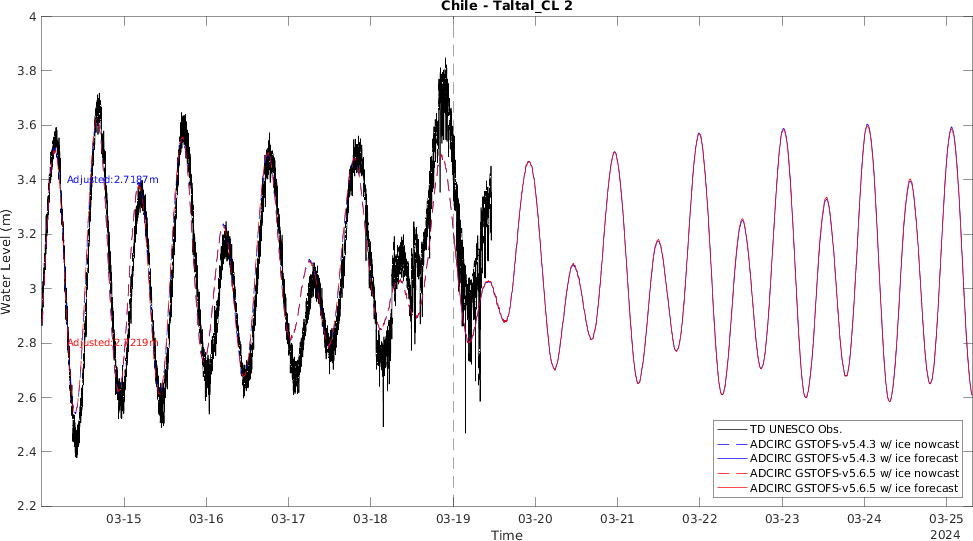 Chile - Taltal_CL 2
4
3.8
3.6
3.4
3.2
3
2.8
2.6
2.4
2.2
Water Level (m)
Adjusted:2.7187m
TD UNESCO Obs.
ADCIRC GSTOFS-v5.4.3 w/ ice nowcast
ADCIRC GSTOFS-v5.4.3 w/ ice forecast
ADCIRC GSTOFS-v5.6.5 w/ ice nowcast
ADCIRC GSTOFS-v5.6.5 w/ ice forecast
03-15
03-16
03-17
03-18
03-19
03-20
03-21
03-22
03-23
03-24
03-25
2024
Time